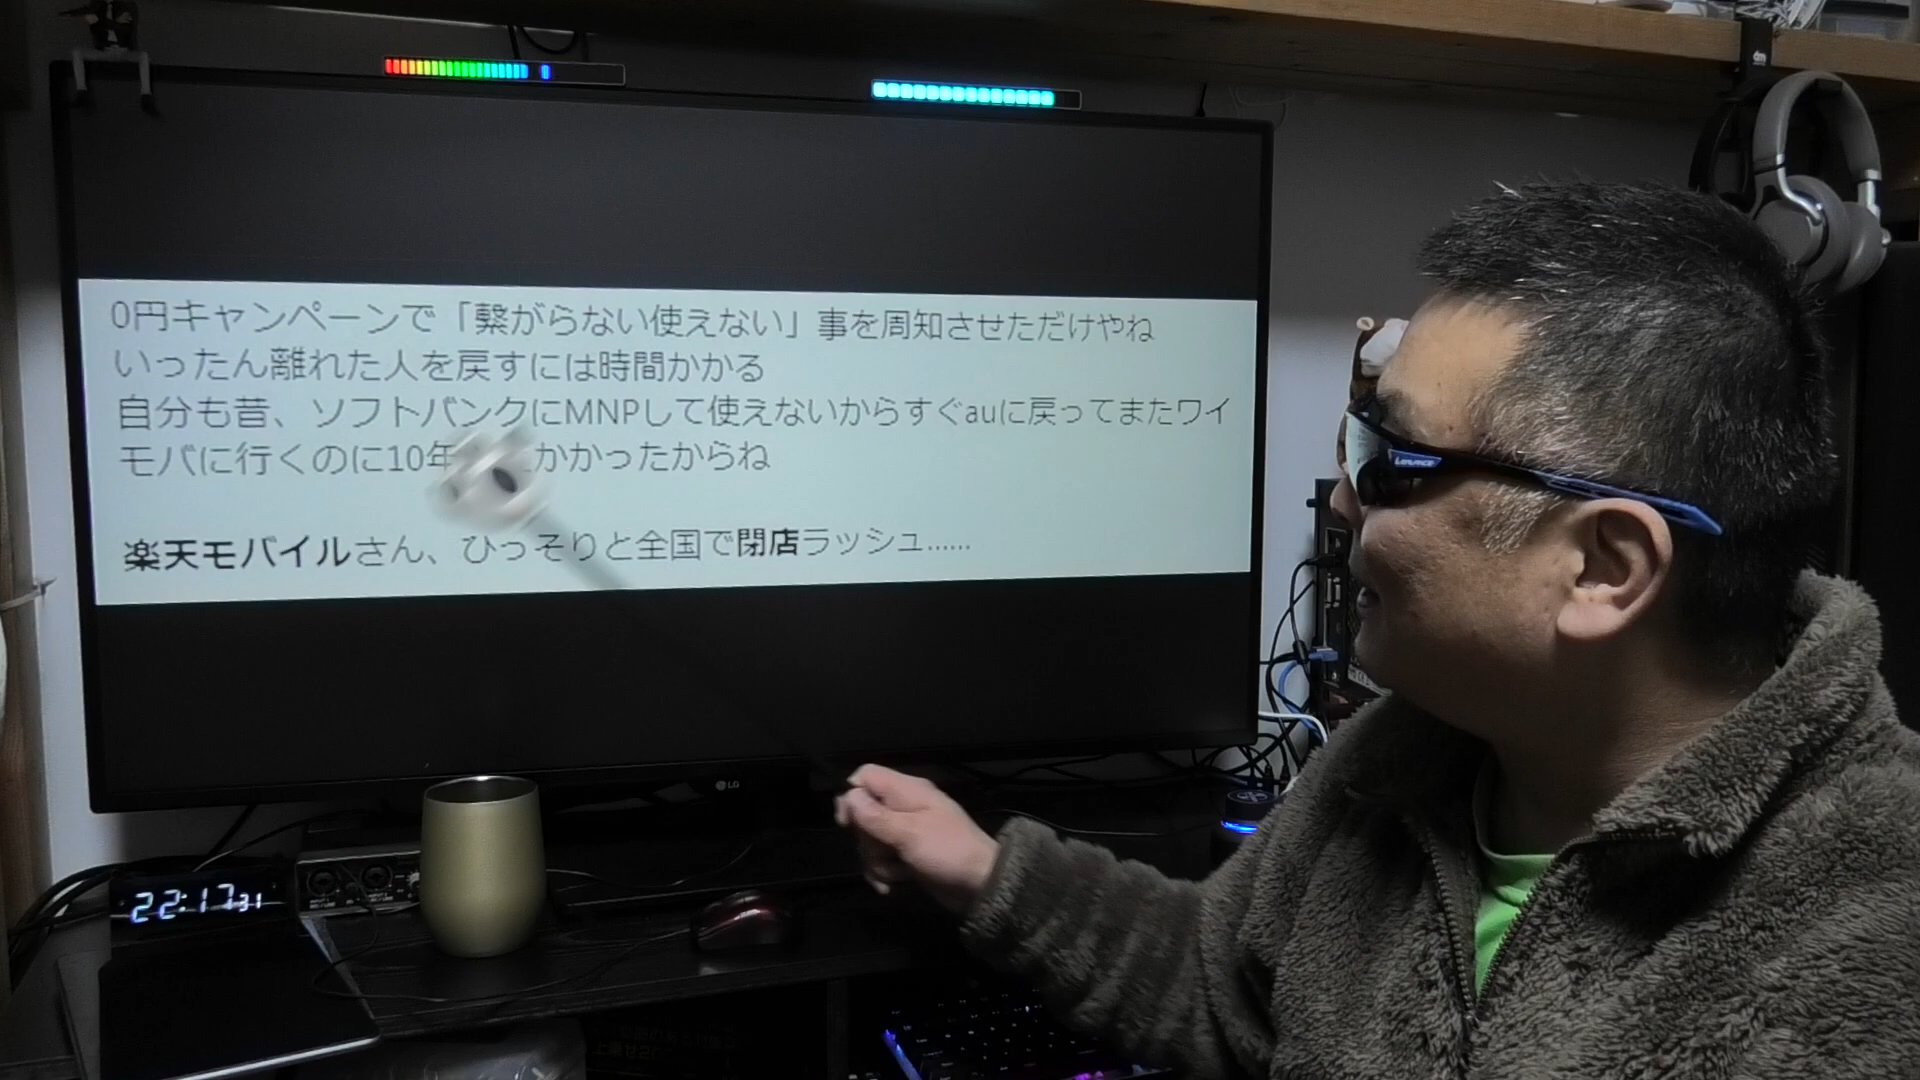 0円キャンペーンで「繋がらない使えない」事を周知させただけやね
いったん離れた人を戻すには時間かかる
自分も昔、ソフトバンクにMNPして使えないからすぐauに戻ってまたワイ
モバに行くのに10年 かかったからね
楽天モバイルさん、ひっそりと全国で閉店ラッシュ......
LG
22:17 31
dm